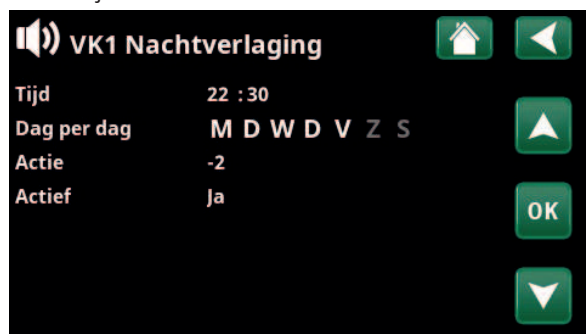 VK1 Nachtverlaging
Tijd 22 :30
Dag per dag M D W D V Z S
Actie -2
Actief Ja
OK